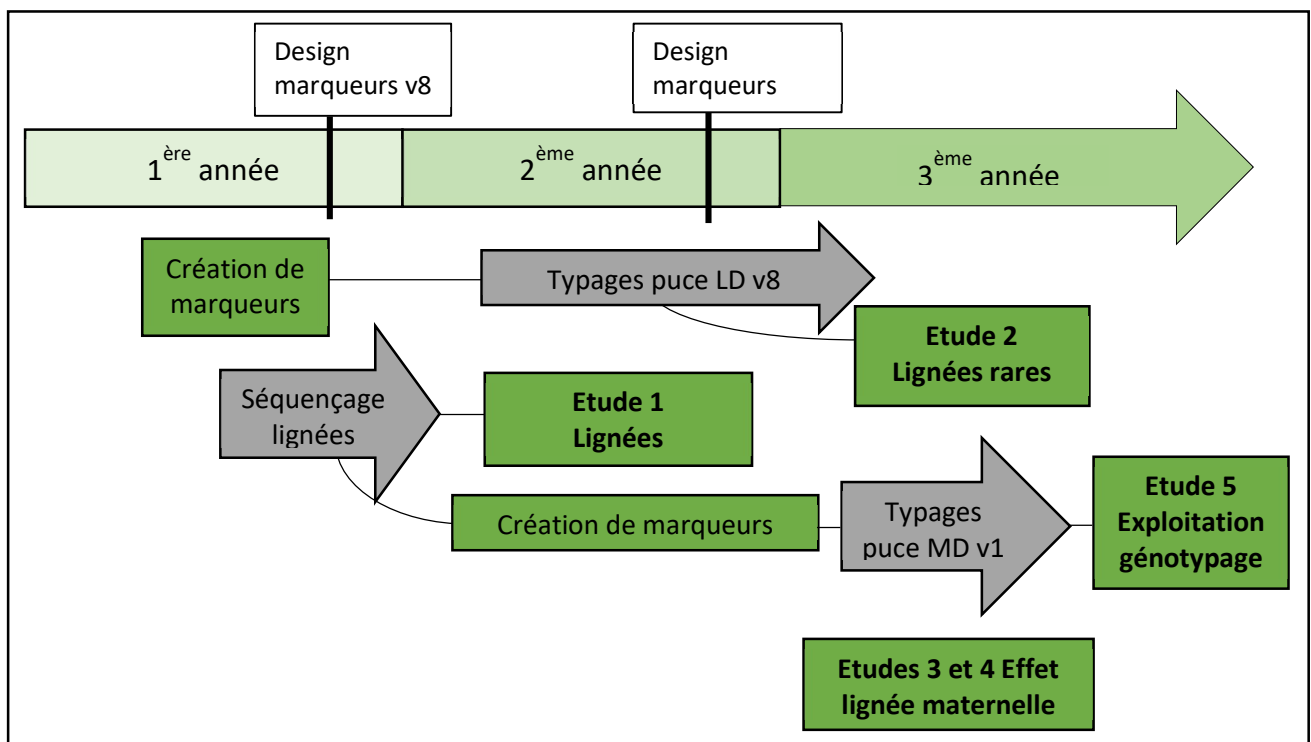 Design
marqueurs v8
Design
marqueurs
1ère année
2ème année
3ème année
Création de
marqueurs
Typages puce LD v8
Etude 2
Lignées rares
Séquençage
lignées
Etude 1
Lignées
Création de marqueurs
Typages
puce MD v1
Etude 5
Exploitation
génotypage
Etudes 3 et 4 Effet
lignée maternelle